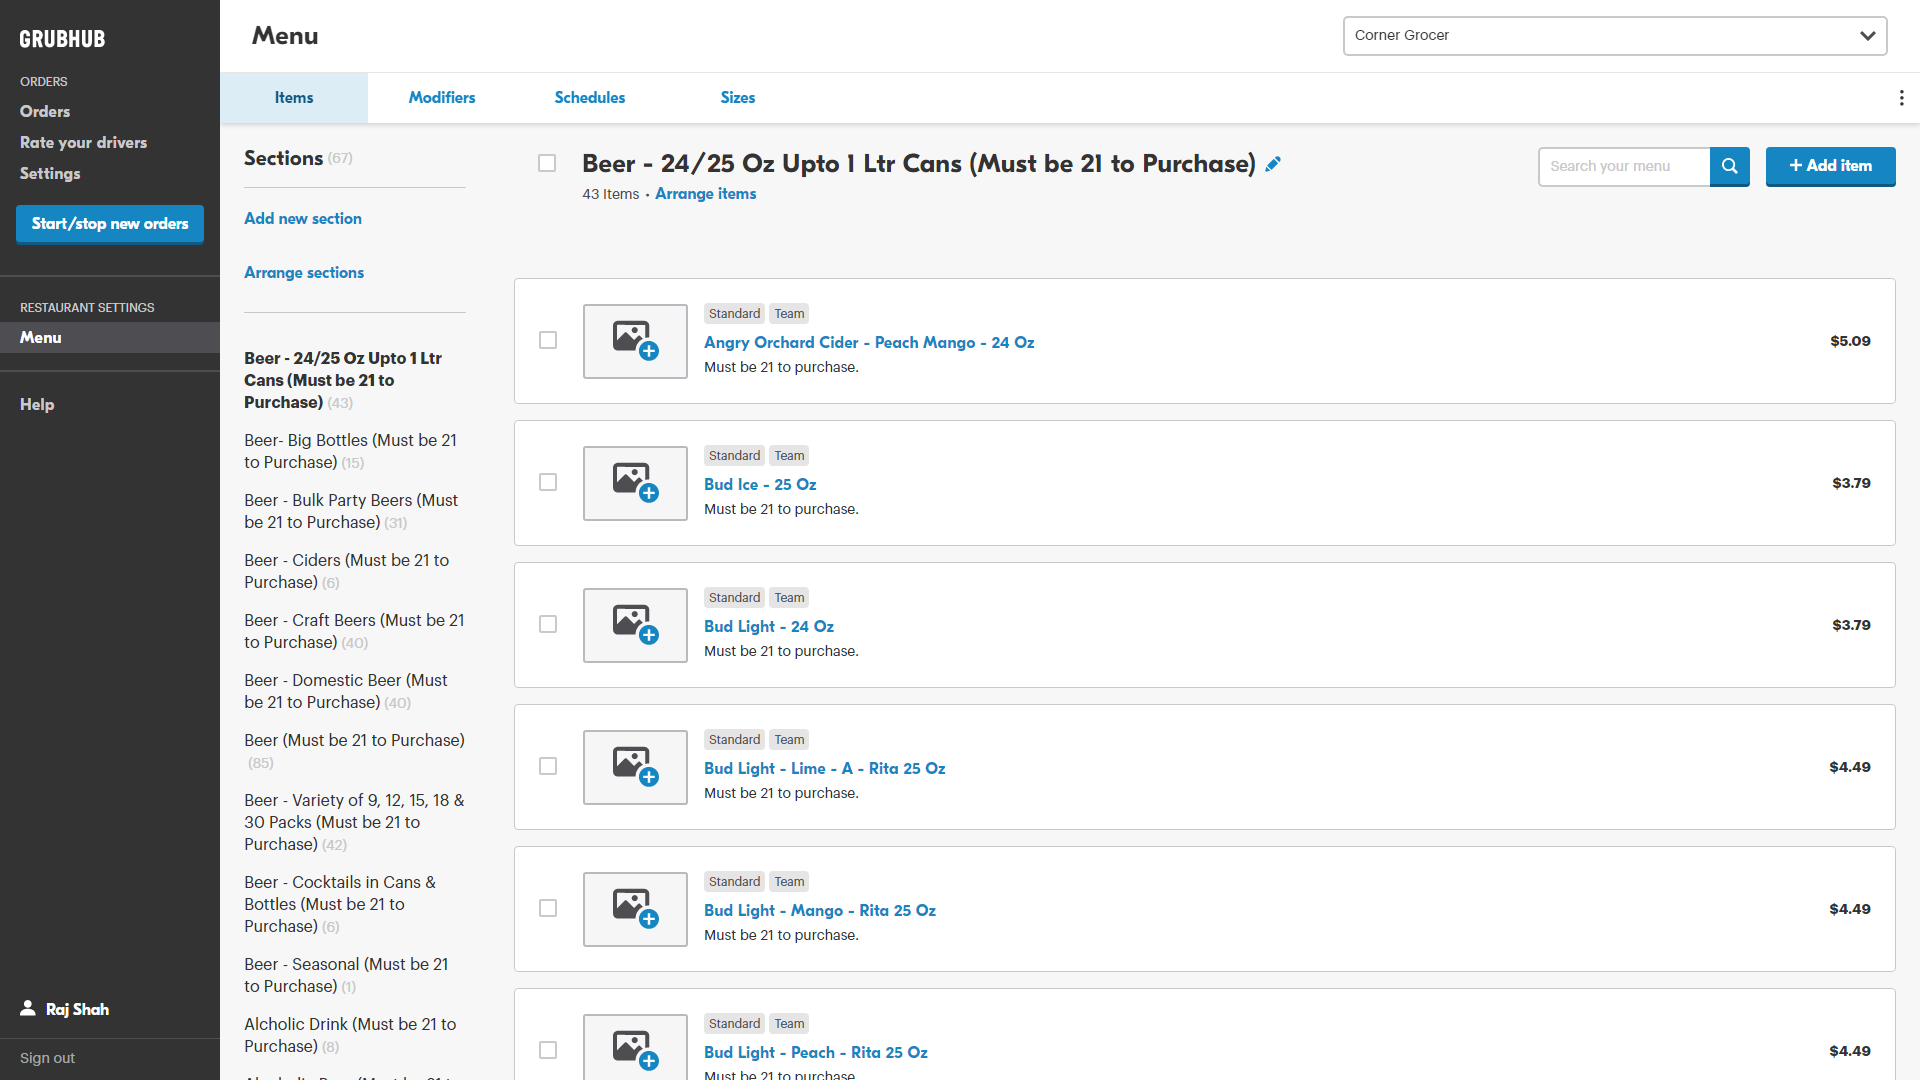 GRUBHUB
ORDERS
Orders
Rate your drivers
Settings
Start/stop new orders
RESTAURANT SETTINGS
Menu
Help
Raj Shah
Sign out
Menu
Corner Grocer
Items
Modifiers
Schedules
Sizes
Sections (67)
Add new section
Arrange sections
Beer - 24/25 Oz Upto 1 Ltr
Cans (Must be 21 to
Purchase) (43)
Beer- Big Bottles (Must be 21
to Purchase) (15)
Beer - Bulk Party Beers (Must
be 21 to Purchase) (31)
Beer - Ciders (Must be 21 to
Purchase) (6)
Beer - Craft Beers (Must be 21
to Purchase) (40)
Beer - Domestic Beer (Must
be 21 to Purchase) (40)
Beer (Must be 21 to Purchase)
(85)
Beer - Variety of 9, 12, 15, 18 &
30 Packs (Must be 21 to
Purchase) (42)
Beer - Cocktails in Cans &
Bottles (Must be 21 to
Purchase) (6)
Beer - Seasonal (Must be 21
to Purchase) (1)
Alcholic Drink (Must be 21 to
Purchase) (8)
Beer - 24/25 Oz Upto 1 Ltr Cans (Must be 21 to Purchase)
43 Items • Arrange items
Search your menu
+ Add item
Standard Team
Angry Orchard Cider - Peach Mango - 24 Oz
Must be 21 to purchase.
$5.09
Standard Team
Bud Ice - 25 Oz
Must be 21 to purchase.
$3.79
Standard Team
Bud Light - 24 Oz
Must be 21 to purchase.
$3.79
Standard Team
Bud Light - Lime - A - Rita 25 Oz
Must be 21 to purchase.
$4.49
Standard Team
Bud Light - Mango - Rita 25 Oz
Must be 21 to purchase.
$4.49
Standard Team
Bud Light - Peach - Rita 25 Oz
Must be 21 to purchase.
$4.49